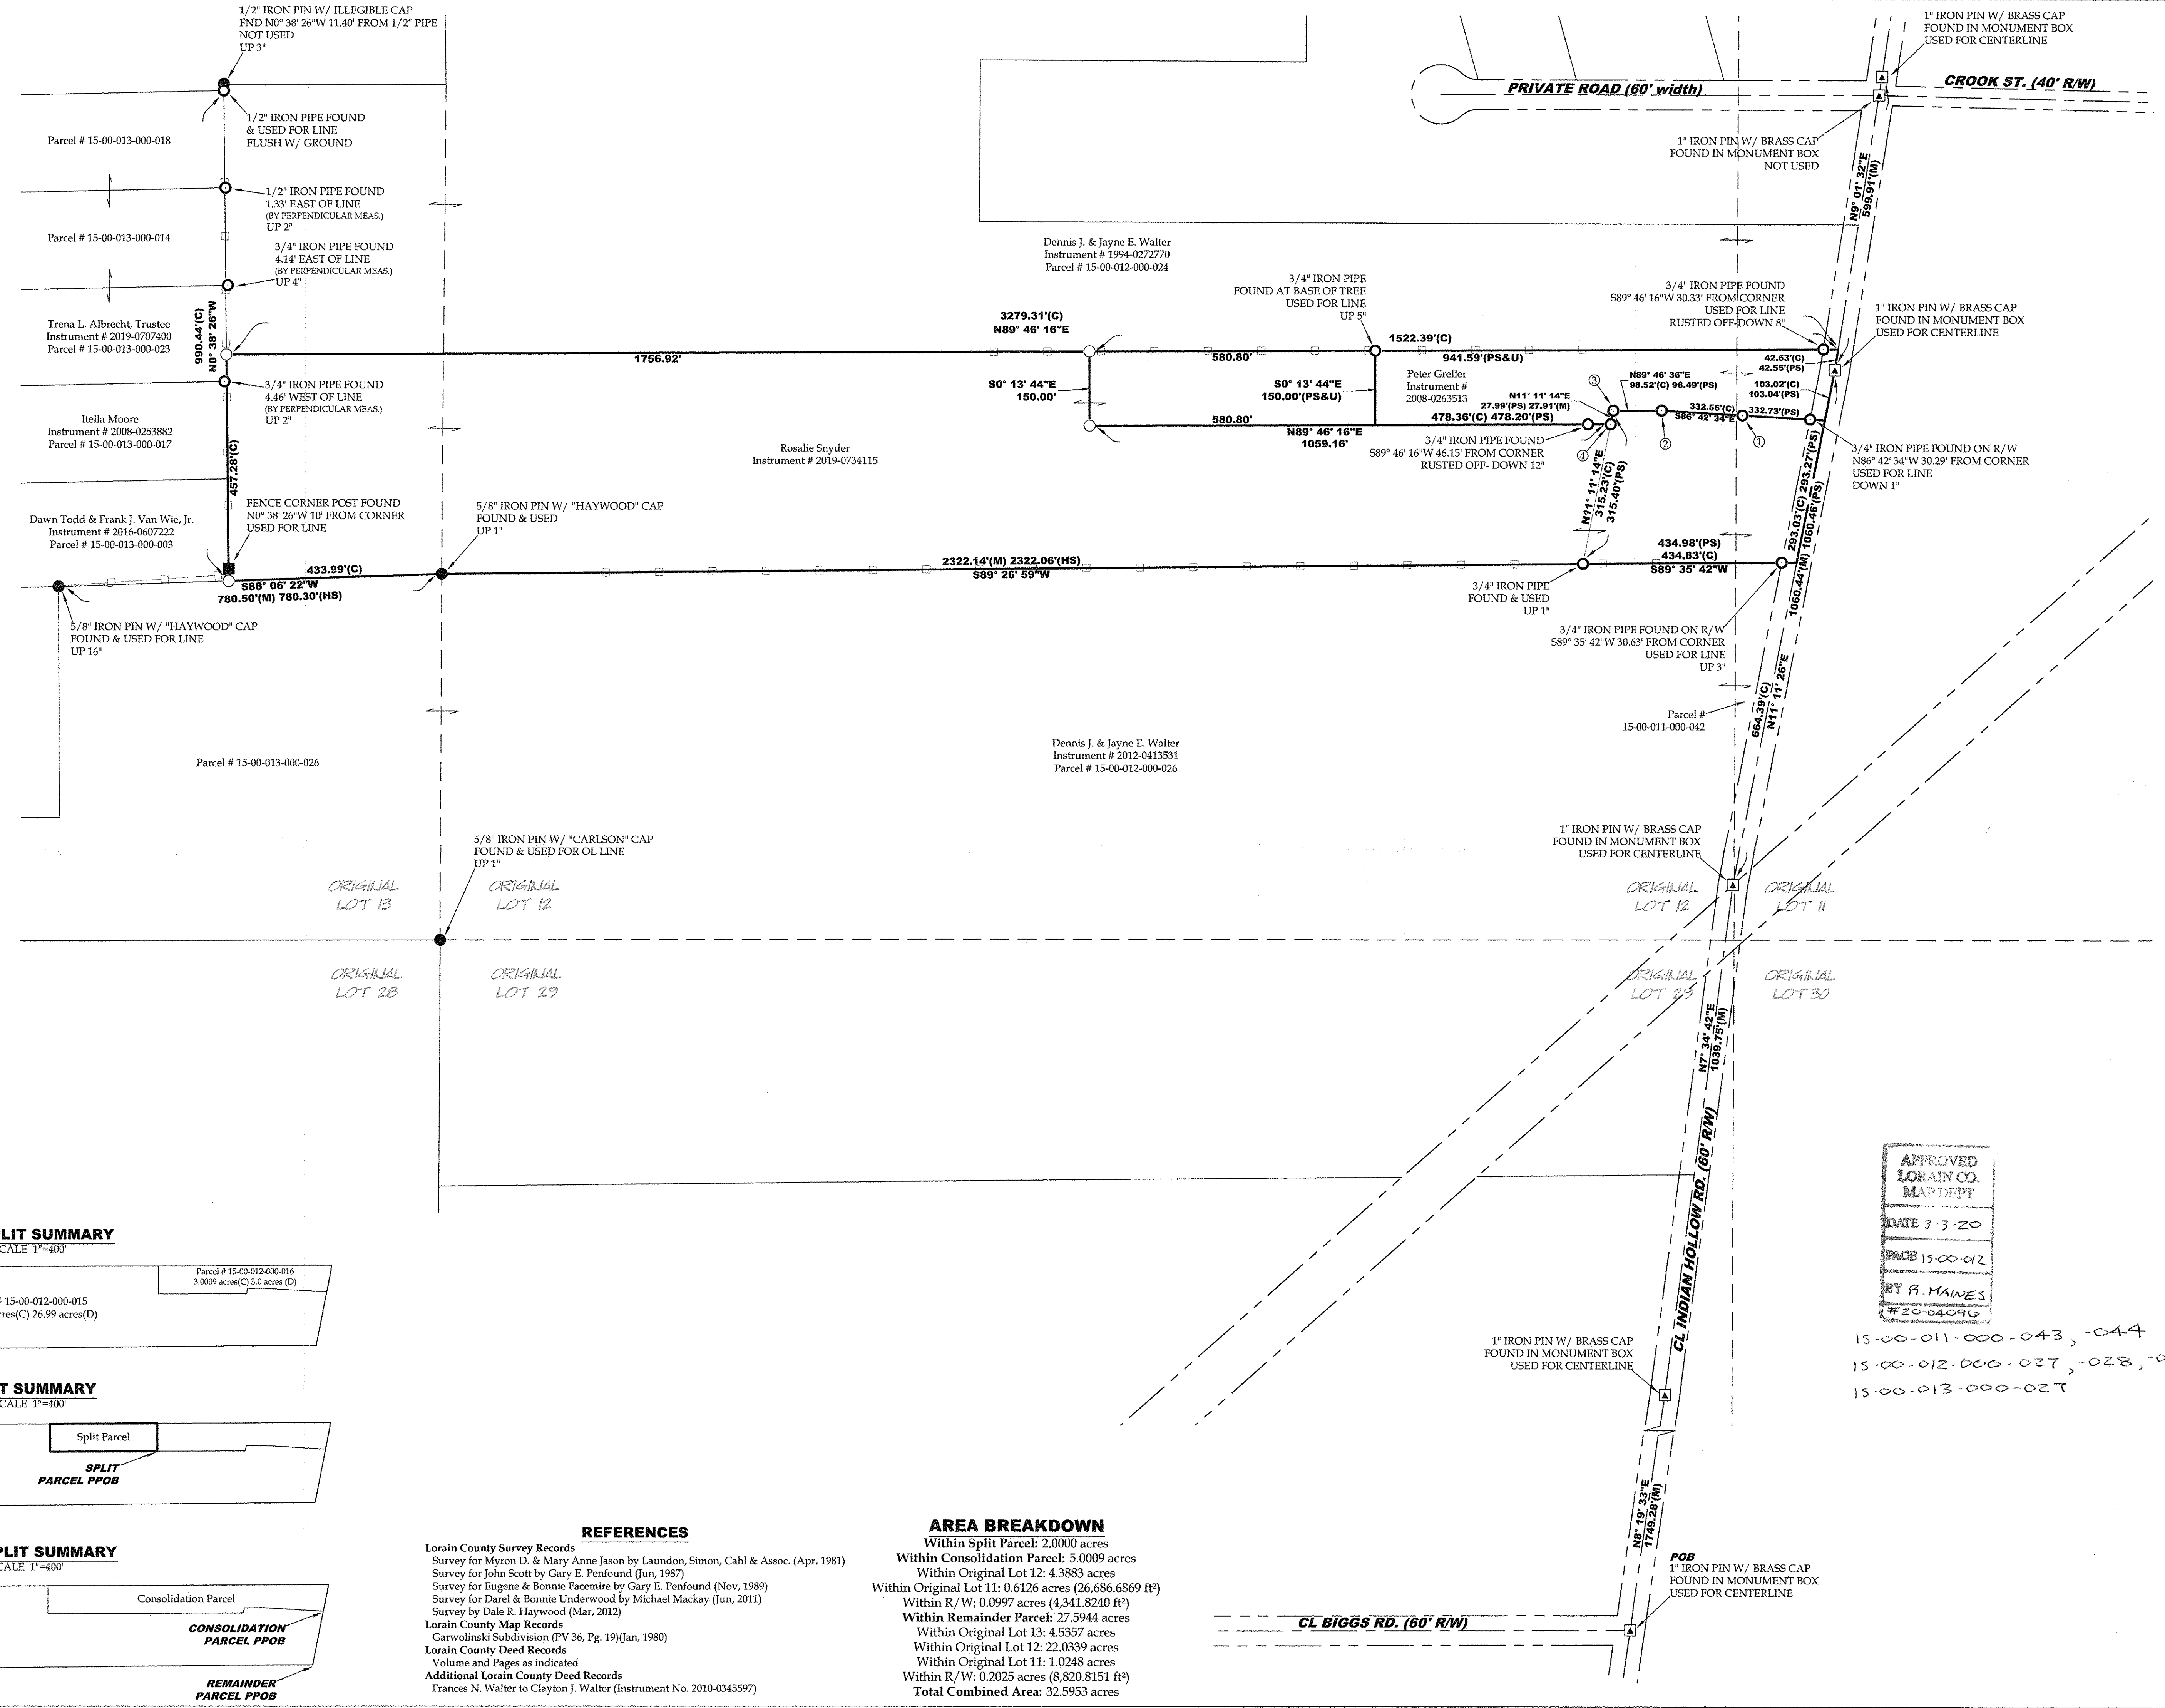 1/2" IRON PIN W/ ILLEGIBLE CAP
FND N0° 38' 26"W 11.40' FROM 1/2" PIPE
NOT USED
UP 3"
1/2" IRON PIPE FOUND
& USED FOR LINE
FLUSH W/ GROUND
Parcel # 15-00-013-000-018
1/2" IRON PIPE FOUND
1.33' EAST OF LINE
(BY PERPENDICULAR MEAS.)
UP 2"
Parcel # 15-00-013-000-014
3/4" IRON PIPE FOUND
4.14' EAST OF LINE
(BY PERPENDICULAR MEAS.)
UP 4"
Trena L. Albrecht, Trustee
Instrument # 2019-0707400
Parcel # 15-00-013-000-023
990.44'(C)
N0° 38' 26"W
3/4" IRON PIPE FOUND
4.46' WEST OF LINE
(BY PERPENDICULAR MEAS.)
UP 2"
Itella Moore
Instrument # 2008-0253882
Parcel # 15-00-013-000-017
457.28'(C)
FENCE CORNER POST FOUND
N0° 38' 26"W 10' FROM CORNER
USED FOR LINE
Dawn Todd & Frank J. Van Wie, Jr.
Instrument # 2016-0607222
Parcel # 15-00-013-000-003
433.99'(C)
S88° 06' 22"W
780.50'(M) 780.30'(HS)
5/8" IRON PIN W/ "HAYWOOD" CAP
FOUND & USED FOR LINE
UP 16"
5/8" IRON PIN W/ "HAYWOOD" CAP
FOUND & USED
UP 1"
1" IRON PIN W/ BRASS CAP
FOUND IN MONUMENT BOX
USED FOR CENTERLINE
PRIVATE ROAD (60' width)
CROOK ST. (40' R/W)
1" IRON PIN W/ BRASS CAP
FOUND IN MONUMENT BOX
NOT USED
N9° 01' 32"E
599.91'(M)
Dennis J. & Jayne E. Walter
Instrument # 1994-0272770
Parcel # 15-00-012-000-024
3/4" IRON PIPE
FOUND AT BASE OF TREE
USED FOR LINE
UP 5"
3/4" IRON PIPE FOUND
S89° 46' 16"W 30.33' FROM CORNER
USED FOR LINE
RUSTED OFF-DOWN 8"
1" IRON PIN W/ BRASS CAP
FOUND IN MONUMENT BOX
USED FOR CENTERLINE
3279.31'(C)
N89° 46' 16"E
1756.92'
580.80'
1522.39'(C)
941.59'(PS&U)
42.63'(C)
42.55'(PS)
S0° 13' 44"E
150.00'
S0° 13' 44"E
150.00'(PS&U)
Peter Greller
Instrument #
2008-0263513
N89° 46' 36"E
98.52'(C) 98.49'(PS)
103.02'(C)
103.04'(PS)
N11° 11' 14"E
27.99'(PS) 27.91'(M)
3
332.56'(C) 332.73'(PS)
S86° 42' 34"E
478.36'(C) 478.20'(PS)
580.80'
N89° 46' 16"E
1059.16'
2
1
4
3/4" IRON PIPE FOUND
S89° 46' 16"W 46.15' FROM CORNER
RUSTED OFF- DOWN 12"
3/4" IRON PIPE FOUND ON R/W
N86° 42' 34"W 30.29' FROM CORNER
USED FOR LINE
DOWN 1"
Rosalie Snyder
Instrument # 2019-0734115
N11° 11' 14"E
315.23'(C)
315.40'(PS)
293.03'(C) 293.27'(PS)
1060.44'(M) 1060.46'(PS)
434.98'(PS)
434.83'(C)
S89° 35' 42"W
2322.14'(M) 2322.06'(HS)
S89° 26' 59"W
3/4" IRON PIPE
FOUND & USED
UP 1"
3/4" IRON PIPE FOUND ON R/W
S89° 35' 42"W 30.63' FROM CORNER
USED FOR LINE
UP 3"
664.39'(C)
N11° 11' 26"E
Parcel #
15-00-011-000-042
Parcel # 15-00-013-000-026
Dennis J. & Jayne E. Walter
Instrument # 2012-0413531
Parcel # 15-00-012-000-026
5/8" IRON PIN W/ "CARLSON" CAP
FOUND & USED FOR OL LINE
UP 1"
1" IRON PIN W/ BRASS CAP
FOUND IN MONUMENT BOX
USED FOR CENTERLINE
ORIGINAL
LOT 13
ORIGINAL
LOT 12
ORIGINAL
LOT 12
ORIGINAL
LOT 11
ORIGINAL
LOT 28
ORIGINAL
LOT 29
ORIGINAL
LOT 29
ORIGINAL
LOT 30
N7° 34' 42"E
1039.75'(M)
CL INDIAN HOLLOW RD. (60' R/W)
APPROVED
LORAIN CO.
MAP DEPT
DATE 3-3-20
PAGE 15-00-012
BY R. MAINES
#20-04096
15-00-011-000-043, -044
15-00-012-000-027, -028, -0
15-00-013-000-027
1" IRON PIN W/ BRASS CAP
FOUND IN MONUMENT BOX
USED FOR CENTERLINE
N8° 19' 33"E
1749.28'(M)
POB
1" IRON PIN W/ BRASS CAP
FOUND IN MONUMENT BOX
USED FOR CENTERLINE
CL BIGGS RD. (60' R/W)
LIT SUMMARY
CALE 1"=400'
Parcel # 15-00-012-000-016
3.0009 acres(C) 3.0 acres (D)
# 15-00-012-000-015
cres(C) 26.99 acres(D)
T SUMMARY
CALE 1"=400'
Split Parcel
SPLIT
PARCEL PPOB
LIT SUMMARY
CALE 1"=400'
Consolidation Parcel
CONSOLIDATION
PARCEL PPOB
REMAINDER
PARCEL PPOB
REFERENCES
Lorain County Survey Records
Survey for Myron D. & Mary Anne Jason by Laundon, Simon, Cahl & Assoc. (Apr, 1981)
Survey for John Scott by Gary E. Penfound (Jun, 1987)
Survey for Eugene & Bonnie Facemire by Gary E. Penfound (Nov, 1989)
Survey for Darel & Bonnie Underwood by Michael Mackay (Jun, 2011)
Survey by Dale R. Haywood (Mar, 2012)
Lorain County Map Records
Garwolinski Subdivision (PV 36, Pg. 19)(Jan, 1980)
Lorain County Deed Records
Volume and Pages as indicated
Additional Lorain County Deed Records
Frances N. Walter to Clayton J. Walter (Instrument No. 2010-0345597)
AREA BREAKDOWN
Within Split Parcel: 2.0000 acres
Within Consolidation Parcel: 5.0009 acres
Within Original Lot 12: 4.3883 acres
Within Original Lot 11: 0.6126 acres (26,686.6869 ft²)
Within R/W: 0.0997 acres (4,341.8240 ft²)
Within Remainder Parcel: 27.5944 acres
Within Original Lot 13: 4.5357 acres
Within Original Lot 12: 22.0339 acres
Within Original Lot 11: 1.0248 acres
Within R/W: 0.2025 acres (8,820.8151 ft²)
Total Combined Area: 32.5953 acres